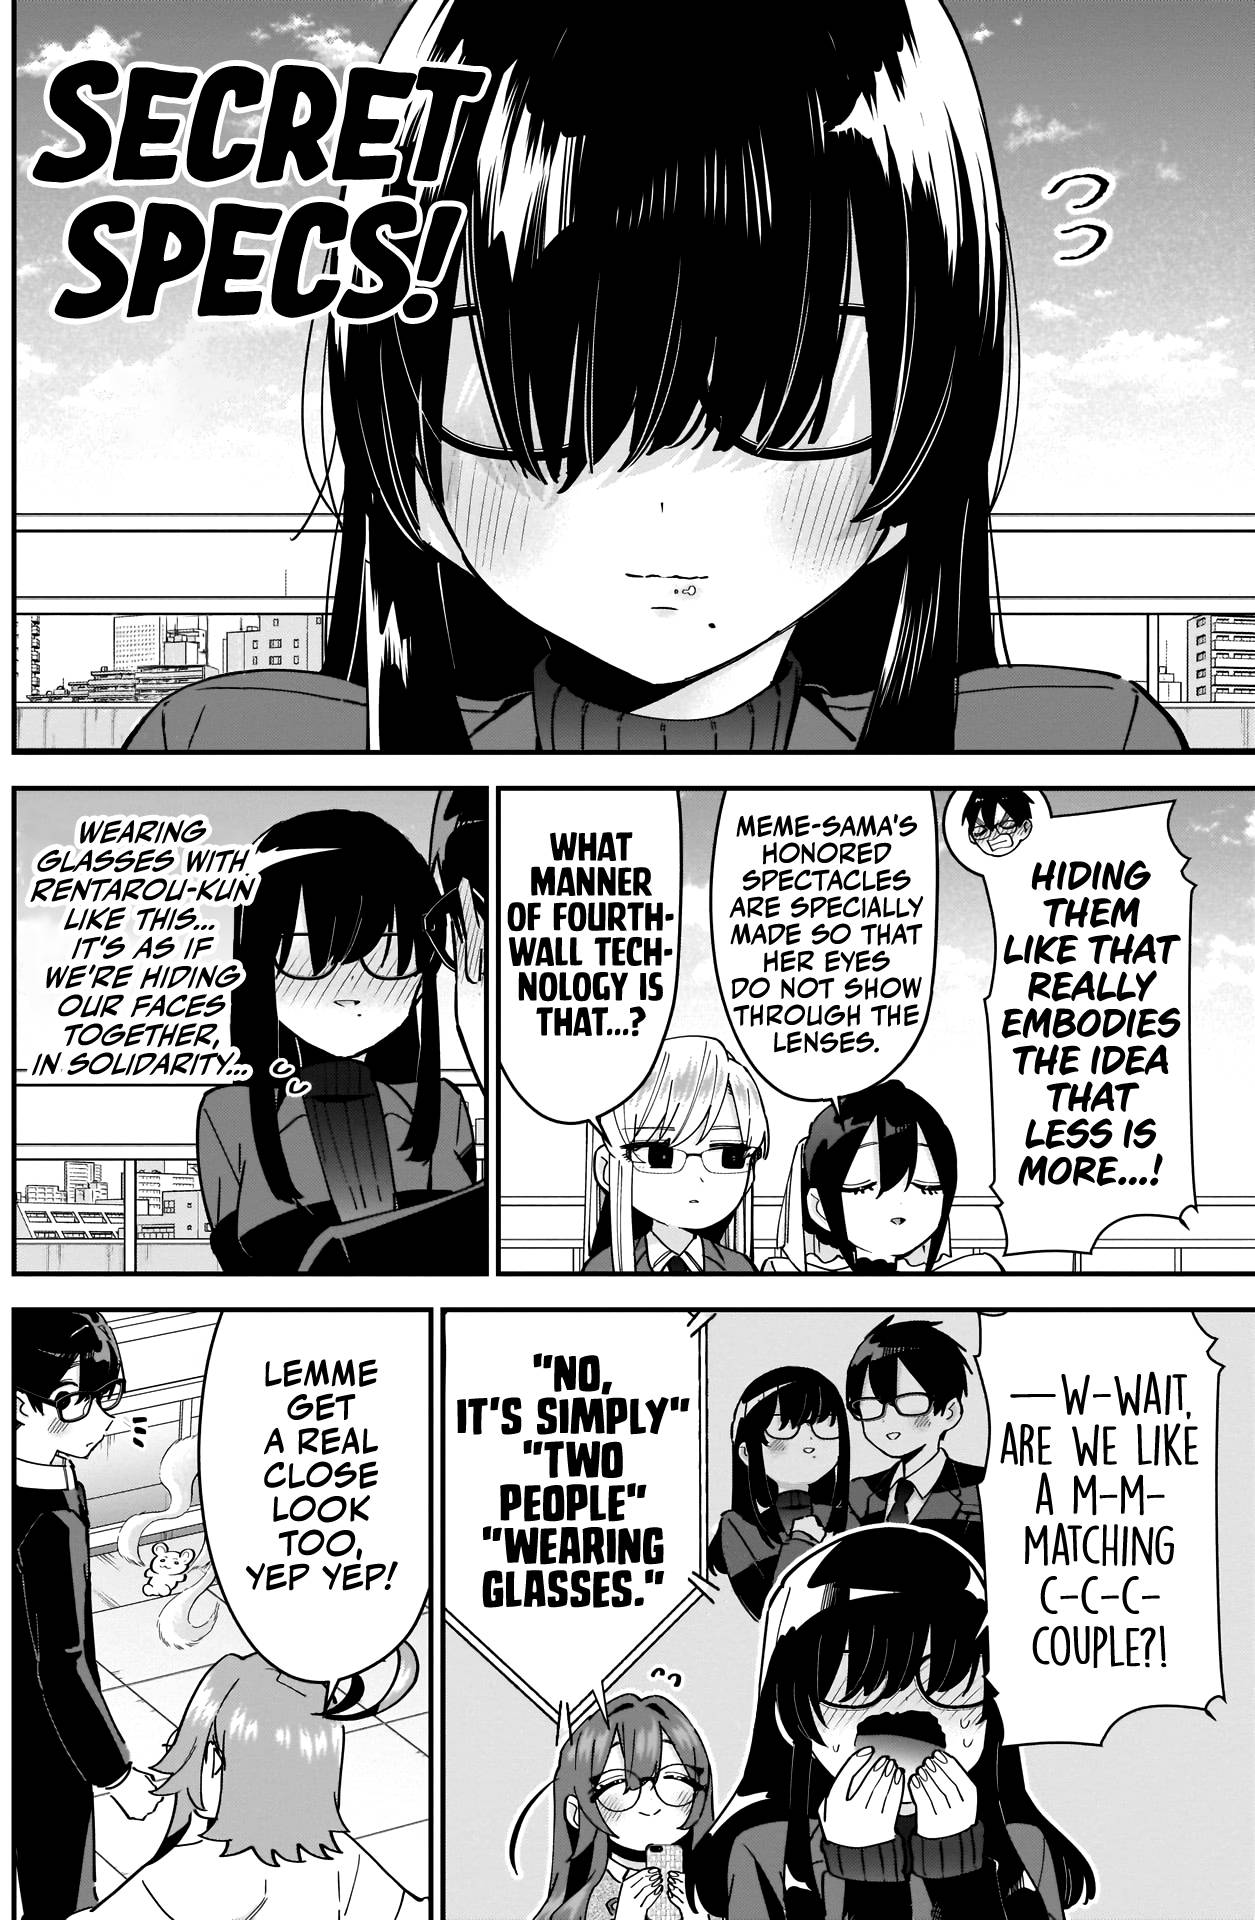 SECRET
SPECS!
HIDING
THEM
LIKE THAT
REALLY
EMBODIES
THE IDEA
THAT
LESS IS
MORE...!
MEME-SAMA'S
HONORED
SPECTACLES
ARE SPECIALLY
MADE SO THAT
HER EYES
DO NOT SHOW
THROUGH THE
LENSES.
WHAT
MANNER
OF FOURTH-
WALL TECH-
NOLOGY IS
THAT...?
WEARING
GLASSES WITH
RENTAROU-KUN
LIKE THIS...
IT'S AS IF
WE'RE HIDING
OUR FACES
TOGETHER,
IN SOLIDARITY...
—W-WAIT,
ARE WE LIKE
A M-M-
MATCHING
C-C-C-
COUPLE?!
"NO,
IT'S SIMPLY"
"TWO
PEOPLE"
"WEARING
GLASSES."
LEMME
GET
A REAL
CLOSE
LOOK
TOO,
YEP YEP!